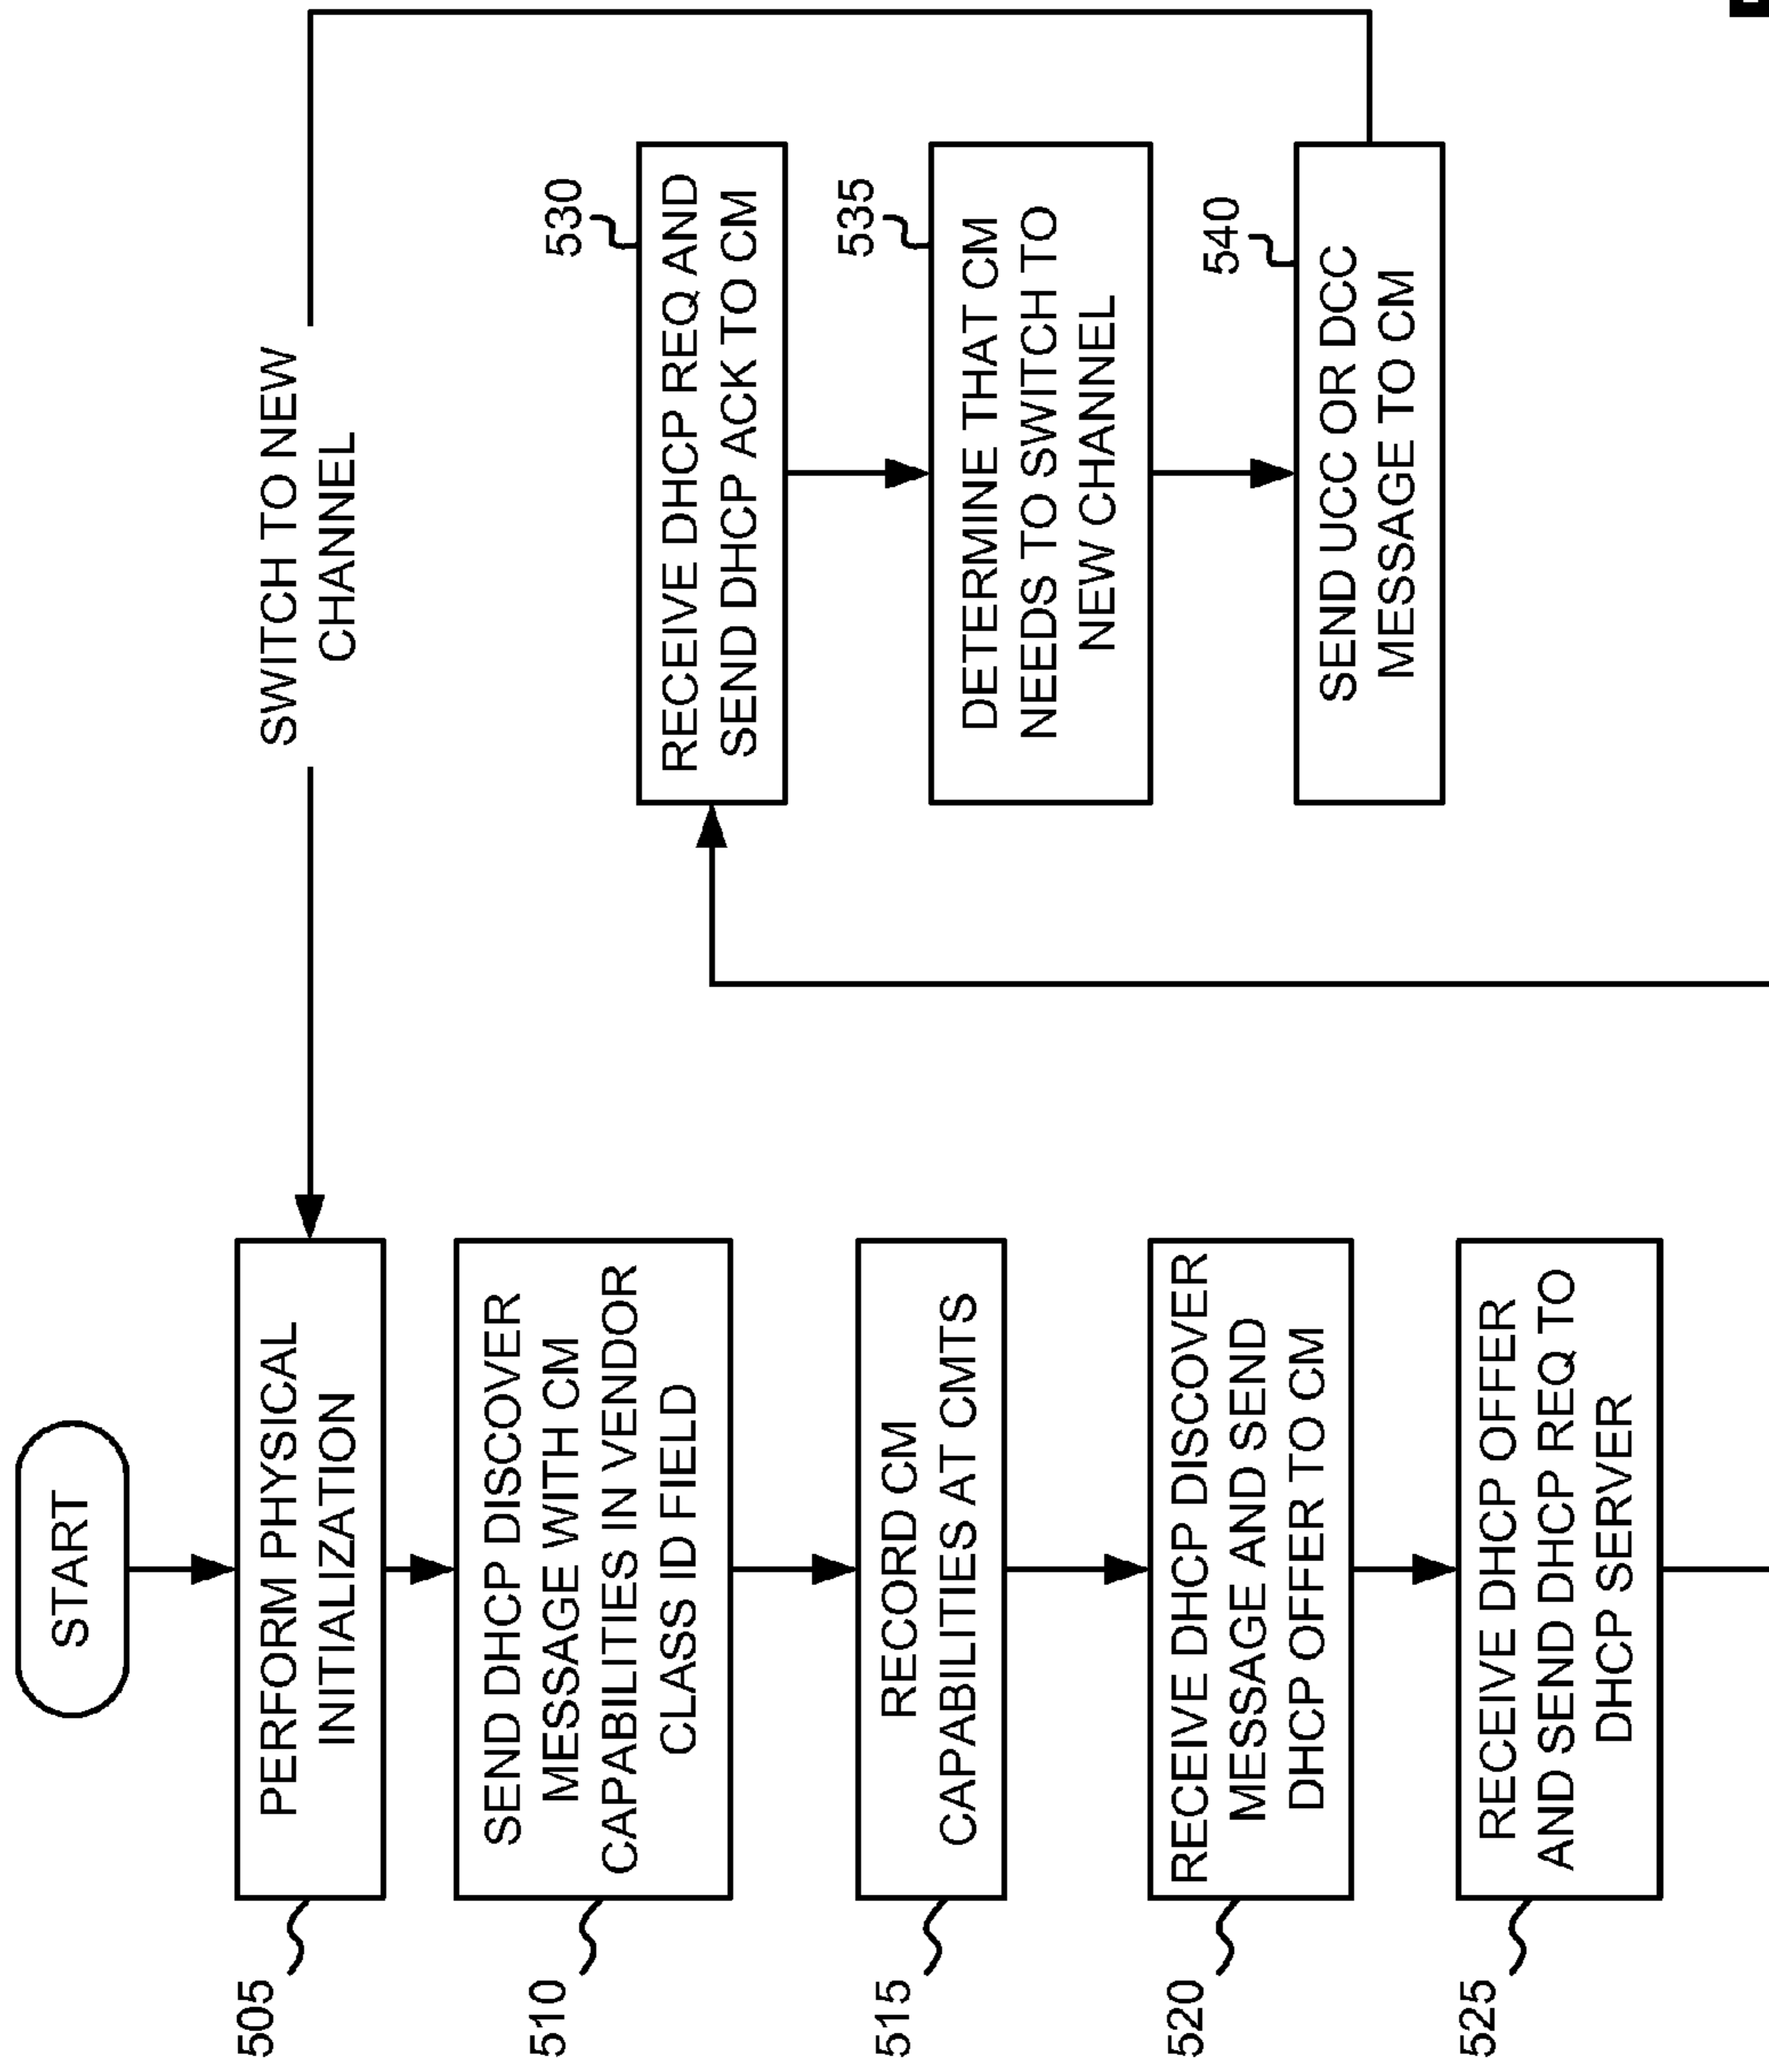 START
505
PERFORM PHYSICAL
INITIALIZATION
510
SEND DHCP DISCOVER
MESSAGE WITH CM
CAPABILITIES IN VENDOR
CLASS ID FIELD
515
RECORD CM
CAPABILITIES AT CMTS
520
RECEIVE DHCP DISCOVER
MESSAGE AND SEND
DHCP OFFER TO CM
525
RECEIVE DHCP OFFER
AND SEND DHCP REQ TO
DHCP SERVER
SWITCH TO NEW
CHANNEL
530
RECEIVE DHCP REQ AND
SEND DHCP ACK TO CM
535
DETERMINE THAT CM
NEEDS TO SWITCH TO
NEW CHANNEL
540
SEND UCC OR DCC
MESSAGE TO CM